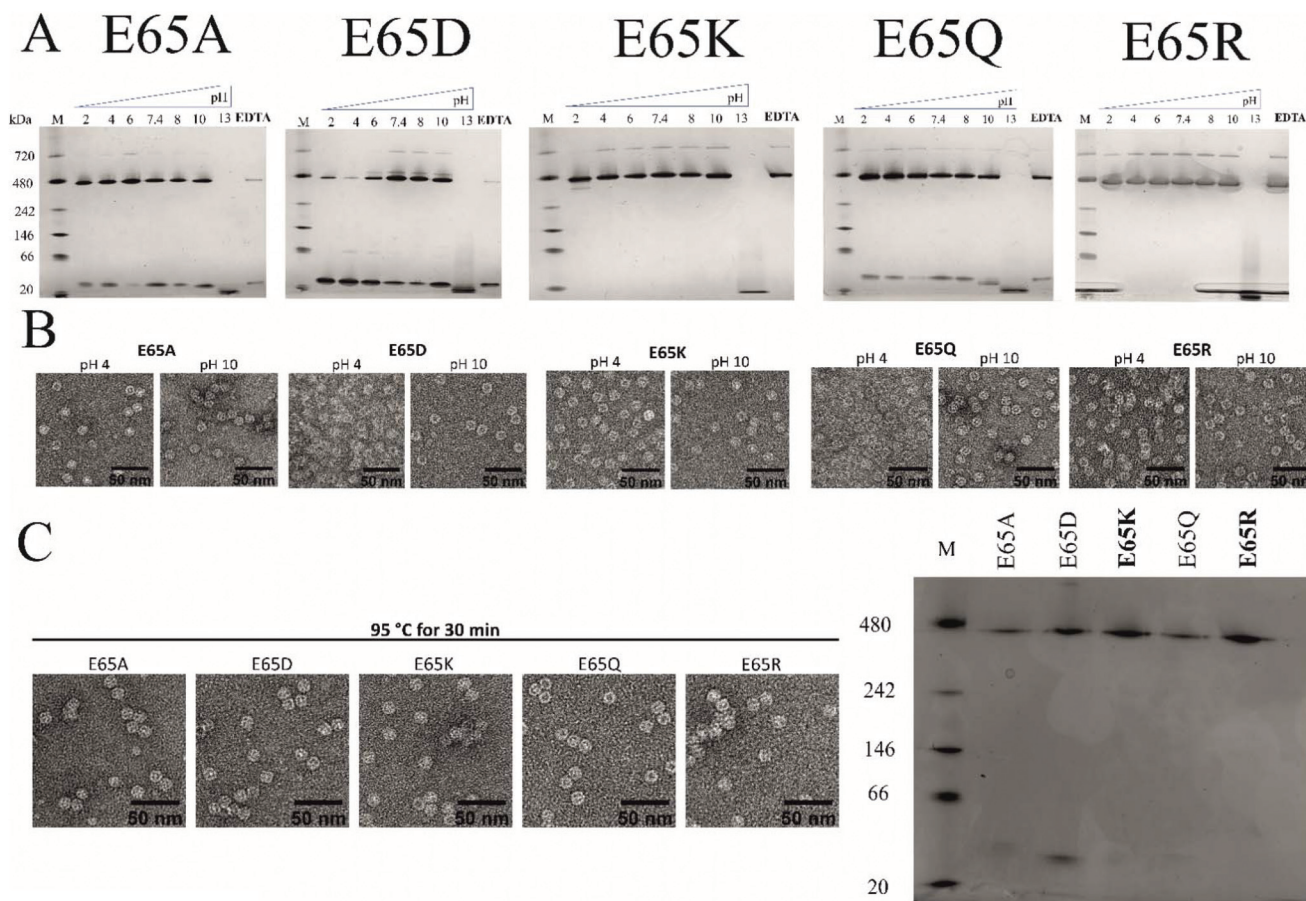 A
E65A
E65D
E65K
E65Q
E65R
pH
pH
pH
pH
pH
kDa M 2 4 6 7.4 8 10 13 EDTA
M 2 4 6 7.4 8 10 13 EDTA
M 2 4 6 7.4 8 10 13 EDTA
M 2 4 6 7.4 8 10 13 EDTA
M 2 4 6 7.4 8 10 13 EDTA
720
480
242
146
66
20
B
E65A
pH 4 pH 10
50 nm 50 nm
E65D
pH 4 pH 10
50 nm 50 nm
E65K
pH 4 pH 10
50 nm 50 nm
E65Q
pH 4 pH 10
50 nm 50 nm
E65R
pH 4 pH 10
50 nm 50 nm
C
95 °C for 30 min
E65A E65D E65K E65Q E65R
50 nm 50 nm 50 nm 50 nm 50 nm
M E65A E65D E65K E65Q E65R
480
242
146
66
20